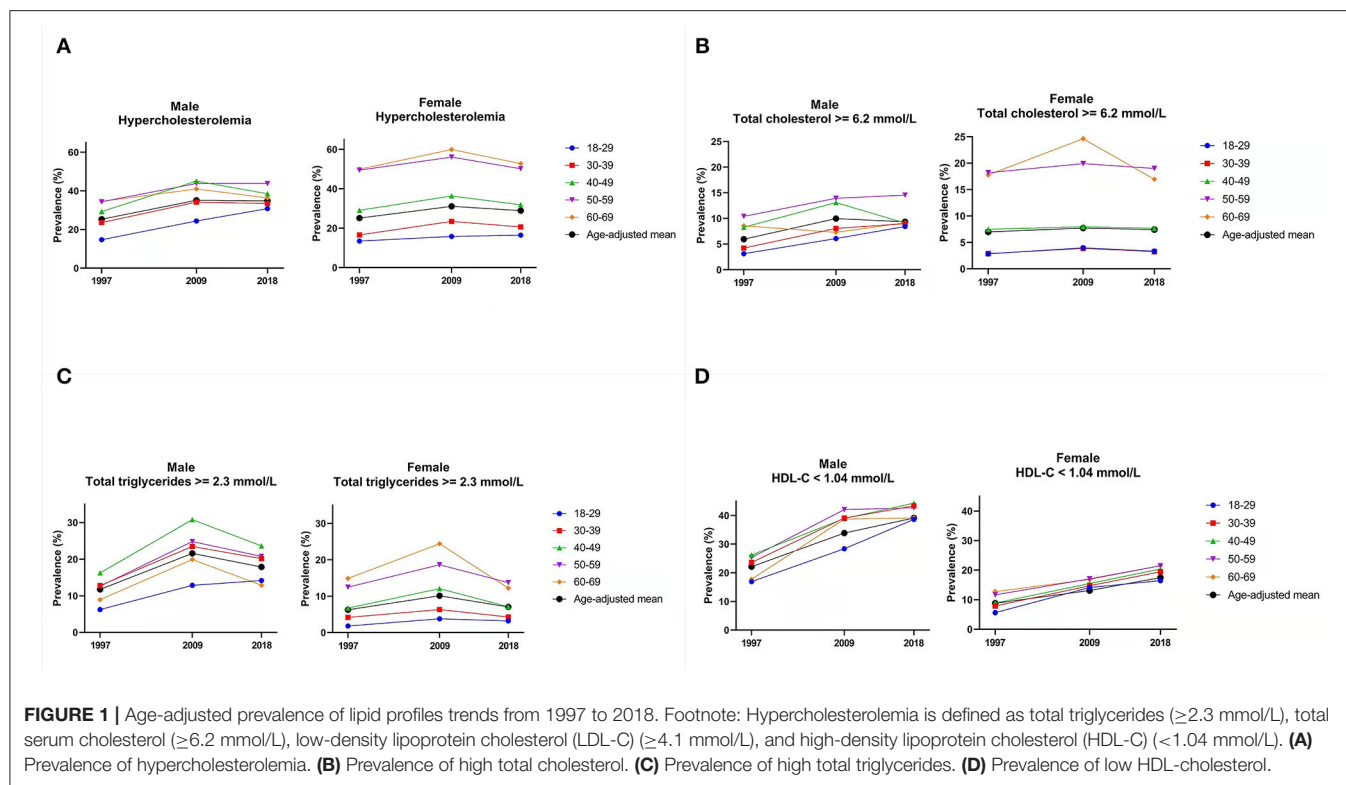 A
Male
Hypercholesterolemia
Prevalence (%)
60
40
20
0
1997
2009
2018
Female
Hypercholesterolemia
Prevalence (%)
60
40
20
0
1997
2009
2018
18-29
30-39
40-49
50-59
60-69
Age-adjusted mean
B
Male
Total cholesterol >= 6.2 mmol/L
Prevalence (%)
25
20
15
10
5
0
1997
2009
2018
Female
Total cholesterol >= 6.2 mmol/L
Prevalence (%)
25
20
15
10
5
0
1997
2009
2018
18-29
30-39
40-49
50-59
60-69
Age-adjusted mean
C
Male
Total triglycerides >= 2.3 mmol/L
Prevalence (%)
30
20
10
0
1997
2009
2018
Female
Total triglycerides >= 2.3 mmol/L
Prevalence (%)
30
20
10
0
1997
2009
2018
18-29
30-39
40-49
50-59
60-69
Age-adjusted mean
D
Male
HDL-C < 1.04 mmol/L
Prevalence (%)
40
30
20
10
0
1997
2009
2018
Female
HDL-C < 1.04 mmol/L
Prevalence (%)
40
30
20
10
0
1997
2009
2018
18-29
30-39
40-49
50-59
60-69
Age-adjusted mean
FIGURE 1 | Age-adjusted prevalence of lipid profiles trends from 1997 to 2018. Footnote: Hypercholesterolemia is defined as total triglycerides (≥2.3 mmol/L), total
serum cholesterol (≥6.2 mmol/L), low-density lipoprotein cholesterol (LDL-C) (≥4.1 mmol/L), and high-density lipoprotein cholesterol (HDL-C) (<1.04 mmol/L). (A)
Prevalence of hypercholesterolemia. (B) Prevalence of high total cholesterol. (C) Prevalence of high total triglycerides. (D) Prevalence of low HDL-cholesterol.